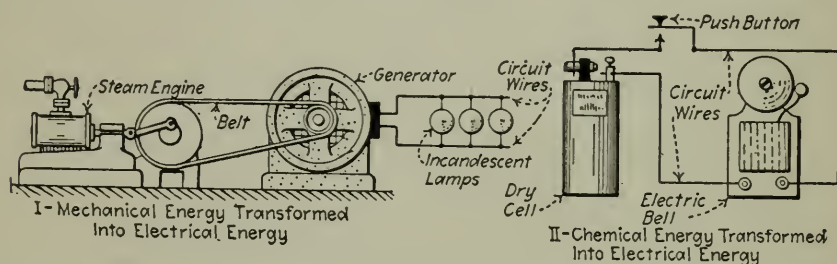 Steam Engine
Belt
Generator
Circuit
Wires
Incandescent
Lamps
I-Mechanical Energy Transformed
Into Electrical Energy
Push Button
Circuit
Wires
Dry
Cell
Electric
Bell
II-Chemical Energy Transformed
Into Electrical Energy